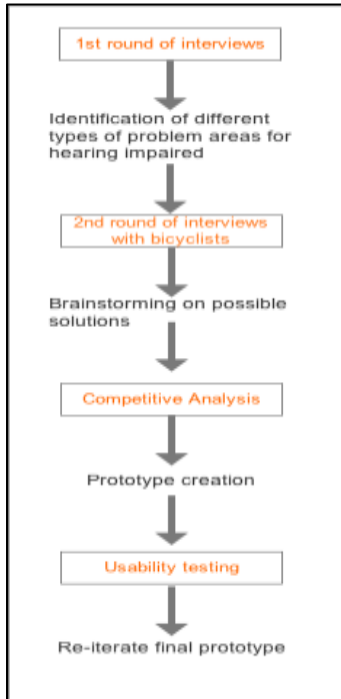 1st round of interviews
Identification of different
types of problem areas for
hearing impaired
2nd round of interviews
with bicyclists
Brainstorming on possible
solutions
Competitive Analysis
Prototype creation
Usability testing
Re-iterate final prototype